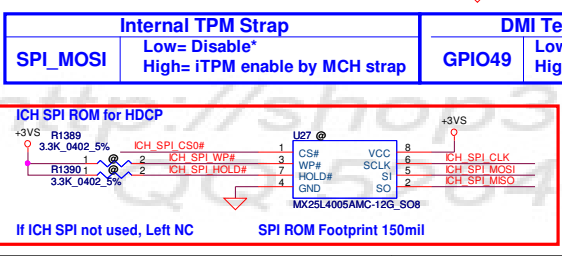 Internal TPM Strap
DMI Te
SPI_MOSI
Low= Disable*
High= iTPM enable by MCH strap
GPIO49
Low
Hig
http://shop3
ICH SPI ROM for HDCP
+3VS
R1389
3.3K_0402_5%
1 @ 2
R1390 1 @ 2
3.3K_0402_5%
ICH_SPI_CS0#
ICH_SPI_WP#
ICH_SPI_HOLD#
U27 @
1 CS# VCC 8
3 WP# SCLK 6
7 HOLD# SI 5
4 GND SO 2
MX25L4005AMC-12G_SO8
+3VS
ICH_SPI_CLK
ICH_SPI_MOSI
ICH_SPI_MISO
If ICH SPI not used, Left NC
SPI ROM Footprint 150mil